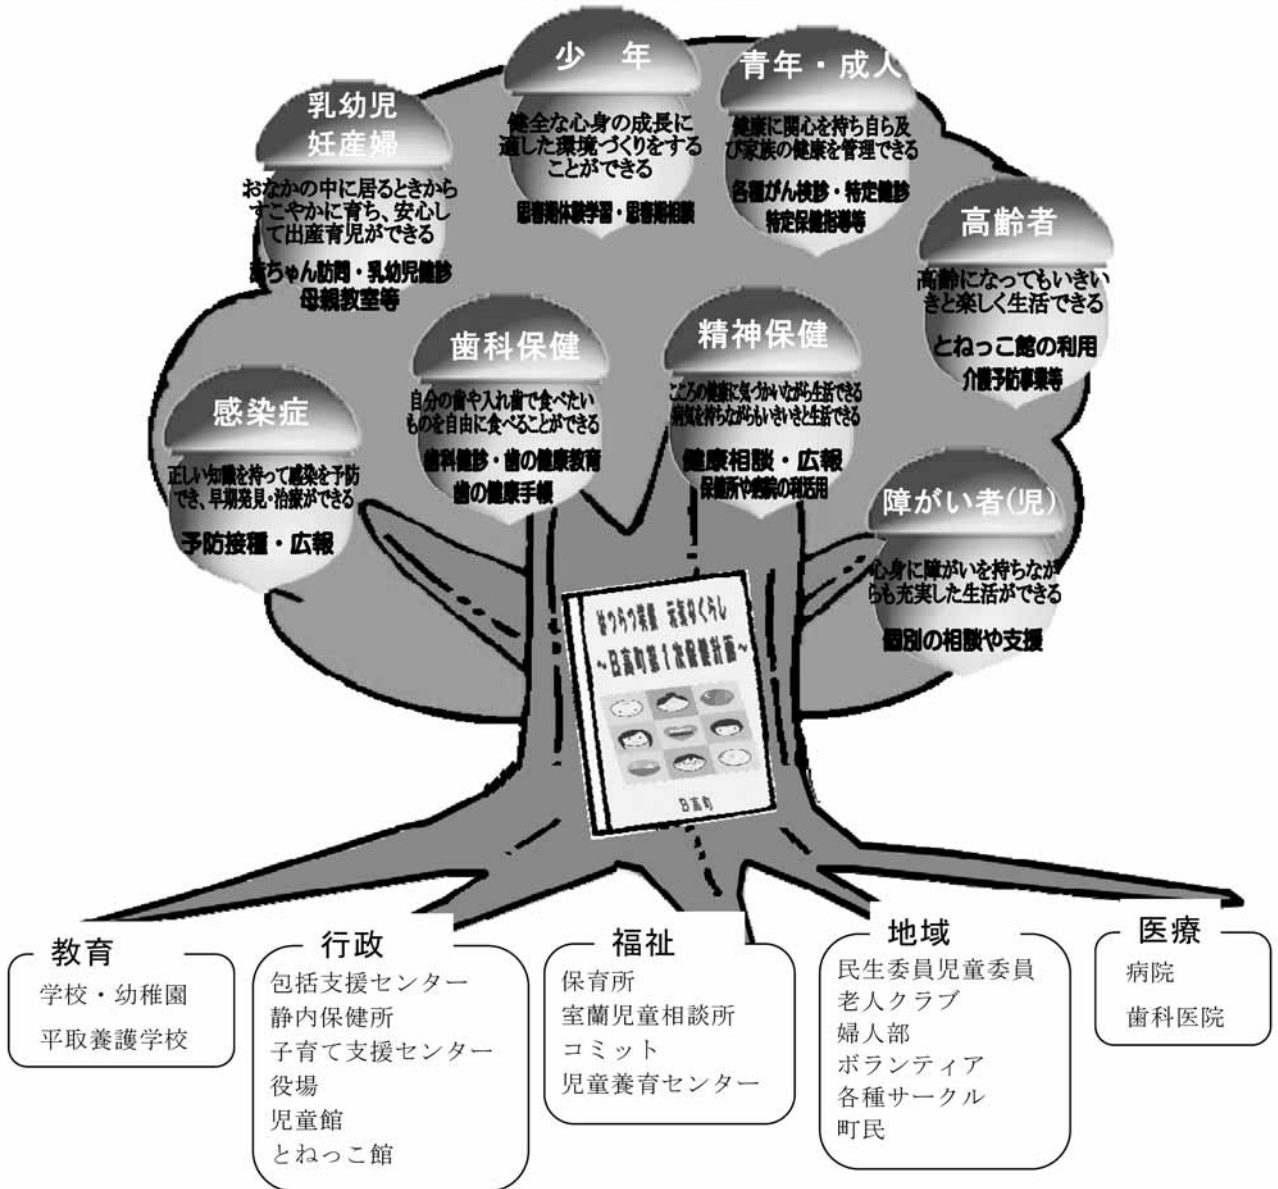 少　年
健全な心身の成長に
適した環境づくりをする
ことができる
思春期体験学習・思春期相談
青年・成人
健康に関心を持ち自ら及
び家族の健康を管理できる
各種がん検診・特定健診
特定保健指導等
乳幼児
妊産婦
おなかの中に居るときから
すこやかに育ち、安心し
て出産育児ができる
赤ちゃん訪問・乳幼児健診
母親教室等
高齢者
高齢になってもいきい
きと楽しく生活できる
とねっこ館の利用
介護予防事業等
歯科保健
自分の歯や入れ歯で食べたい
ものを自由に食べることができる
歯科健診・歯の健康教育
歯の健康手帳
精神保健
こころの健康に気づかいながら生活できる
病気を持ちながらもいきいきと生活できる
健康相談・広報
保健所や病院の利活用
感染症
正しい知識を持って感染を予防
でき、早期発見・治療ができる
予防接種・広報
障がい者(児)
心身に障がいを持ちなが
らも充実した生活ができる
個別の相談や支援
はつらつ笑顔 元気なくらし
～日高町第1次保健計画～
日高町
教育
学校・幼稚園
平取養護学校
行政
包括支援センター
静内保健所
子育て支援センター
役場
児童館
とねっこ館
福祉
保育所
室蘭児童相談所
コミット
児童養育センター
地域
民生委員児童委員
老人クラブ
婦人部
ボランティア
各種サークル
町民
医療
病院
歯科医院